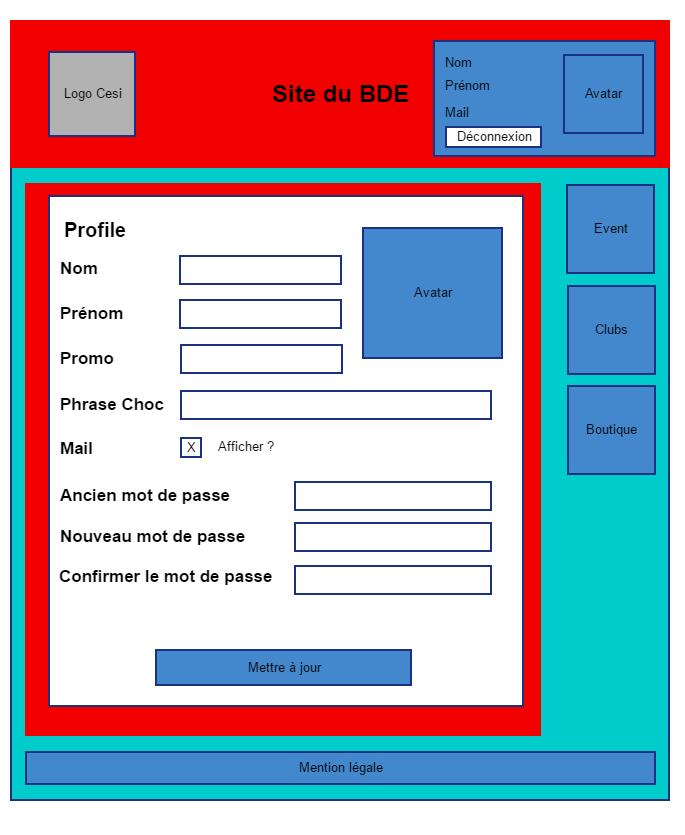 Logo Cesi
Site du BDE
Nom
Prénom
Mail
Déconnexion
Avatar
Profile
Nom
Prénom
Promo
Avatar
Phrase Choc
Mail
X
Afficher ?
Ancien mot de passe
Nouveau mot de passe
Confirmer le mot de passe
Mettre à jour
Event
Clubs
Boutique
Mention légale